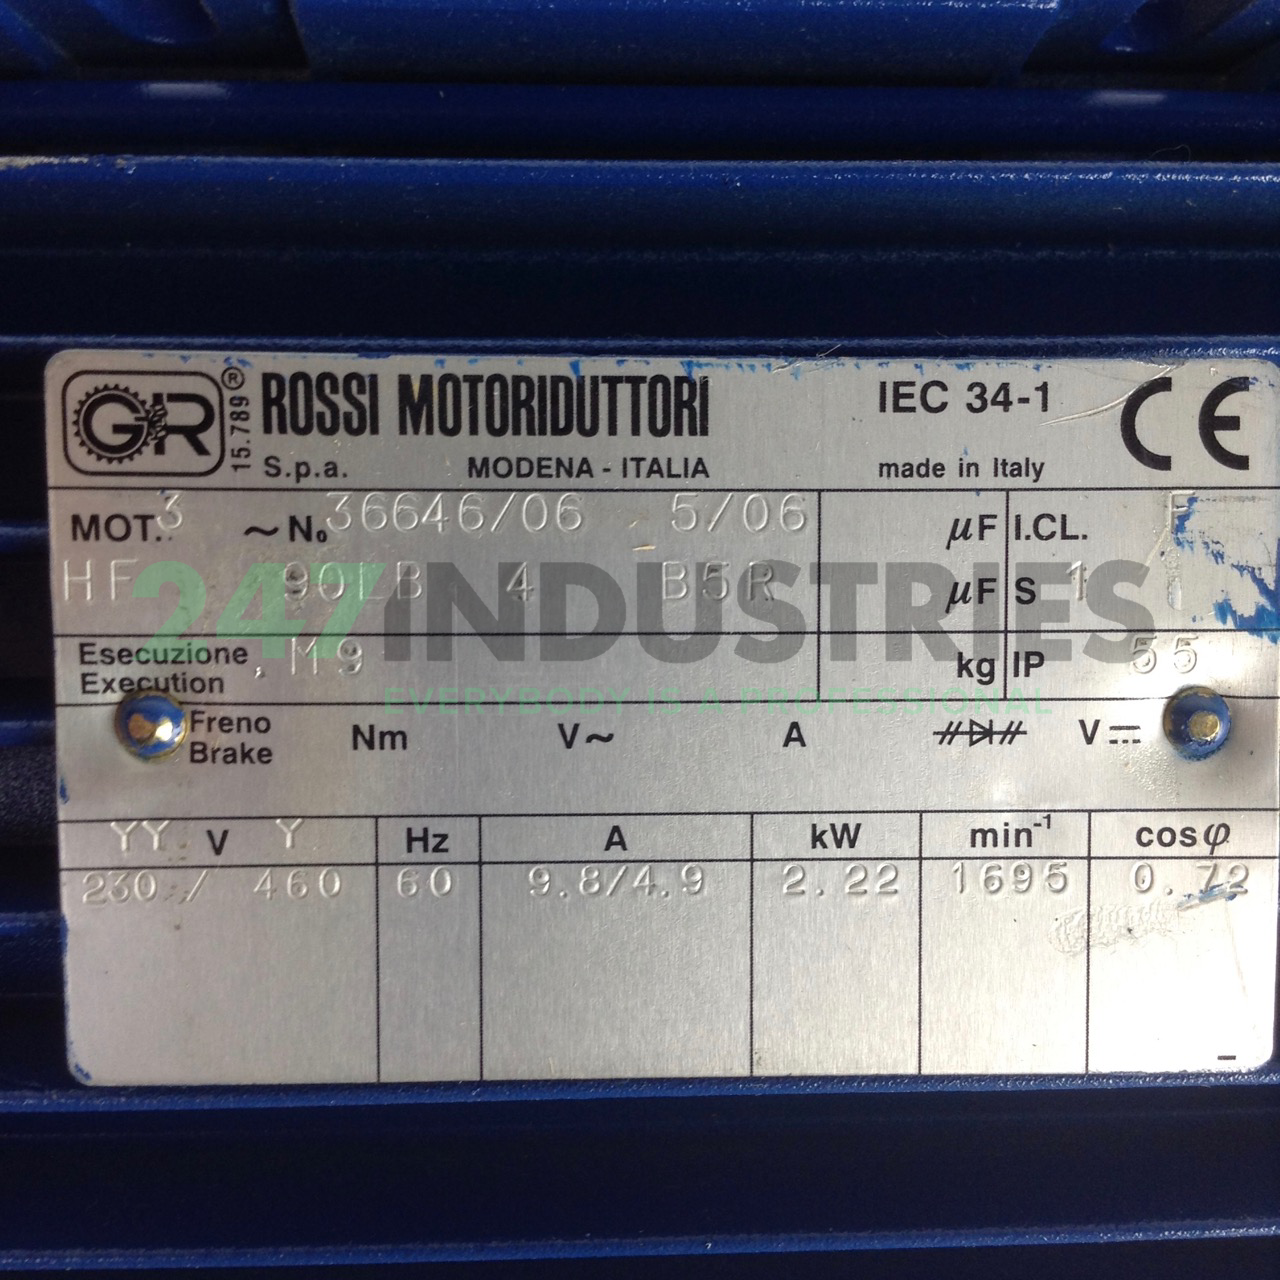 GR ® 15.789 ROSSI MOTORIDUTTORI IEC 34-1 CE
S.p.a. MODENA - ITALIA made in Italy
MOT. 3 ~ No 36646/06 5/06 µF I.CL. F
HF 90LB 4 B5R µF S 1
Esecuzione
Execution M9 kg IP 55
247 INDUSTRIES
EVERYBODY IS A PROFESSIONAL
Freno
Brake Nm V~ A V
YY V Y Hz A kW min-1 cosφ
230 / 460 60 9.8/4.9 2.22 1695 0.72